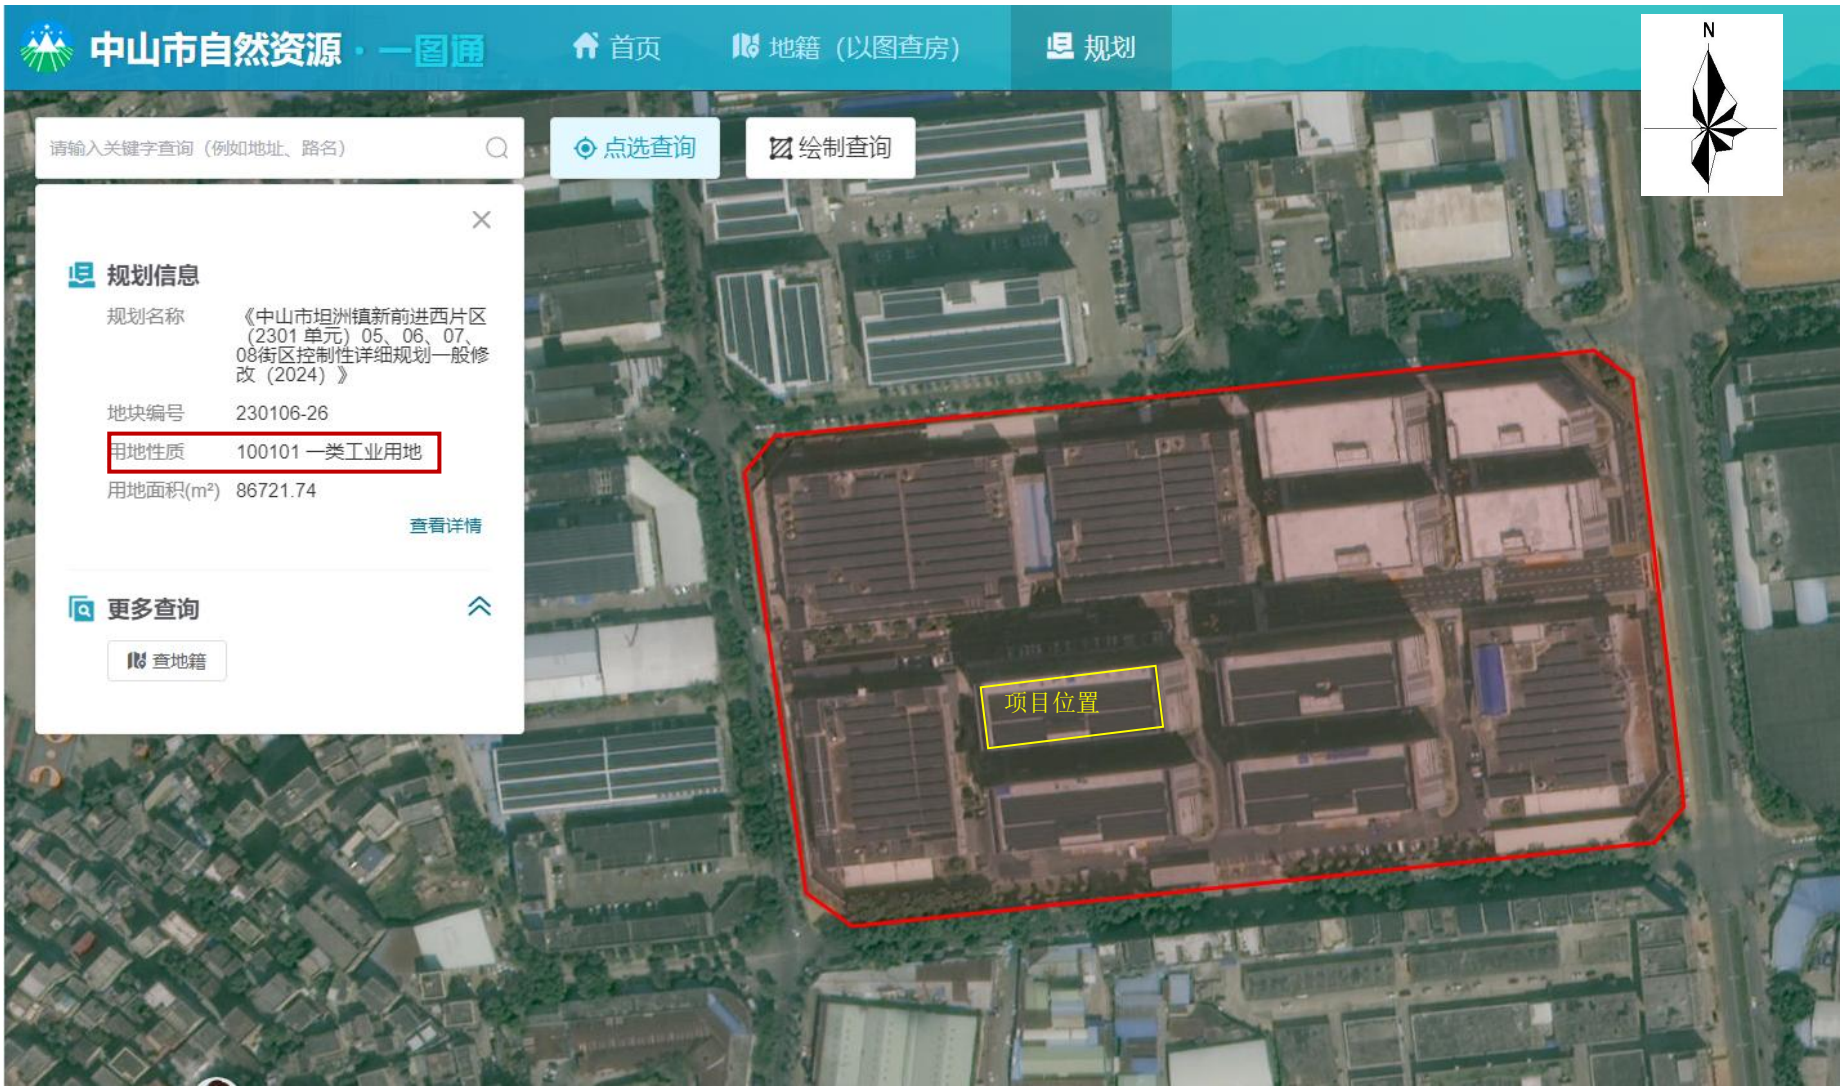 中山市自然资源·一图通
首页
地籍（以图查房）
规划
N
请输入关键字查询（例如地址、路名）
点选查询
绘制查询
规划信息
规划名称
《中山市坦洲镇新前进西片区
（2301 单元）05、06、07、
08街区控制性详细规划一般修
改（2024）》
地块编号 230106-26
用地性质 100101 一类工业用地
用地面积(m²) 86721.74
查看详情
更多查询
查地籍
项目位置